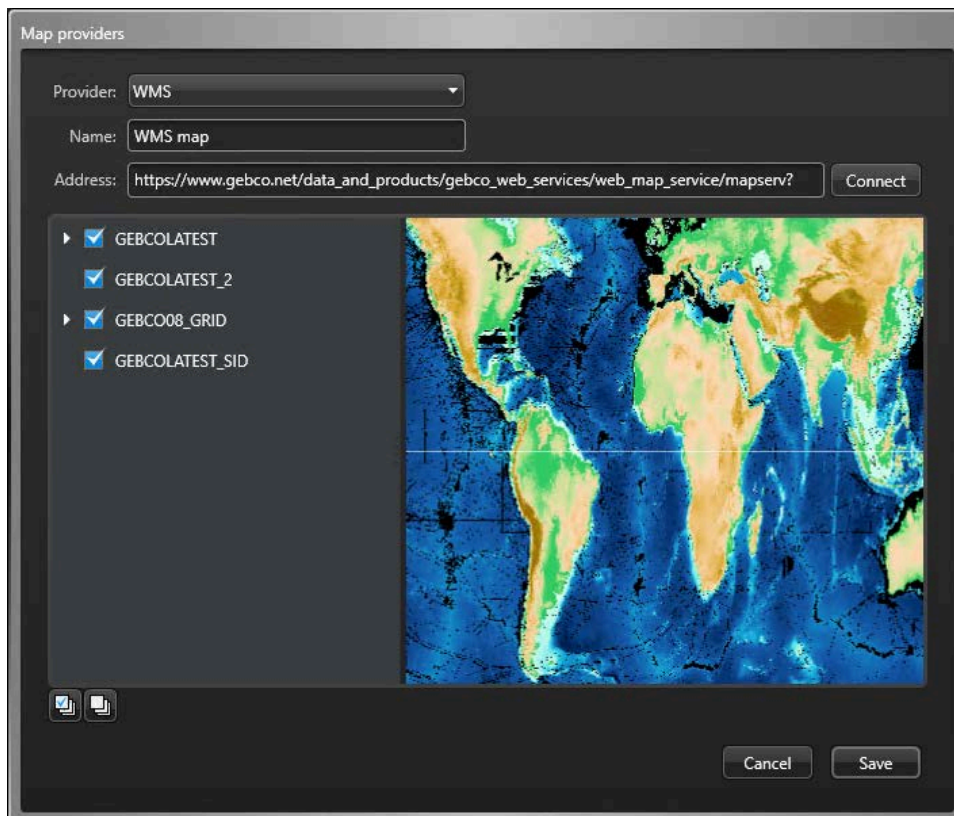 Map providers
Provider: WMS
Name: WMS map
Address: https://www.gebco.net/data_and_products/gebco_web_services/web_map_service/mapserv? Connect
GEBCOLATEST
GEBCOLATEST_2
GEBCO08_GRID
GEBCOLATEST_SID
Cancel Save